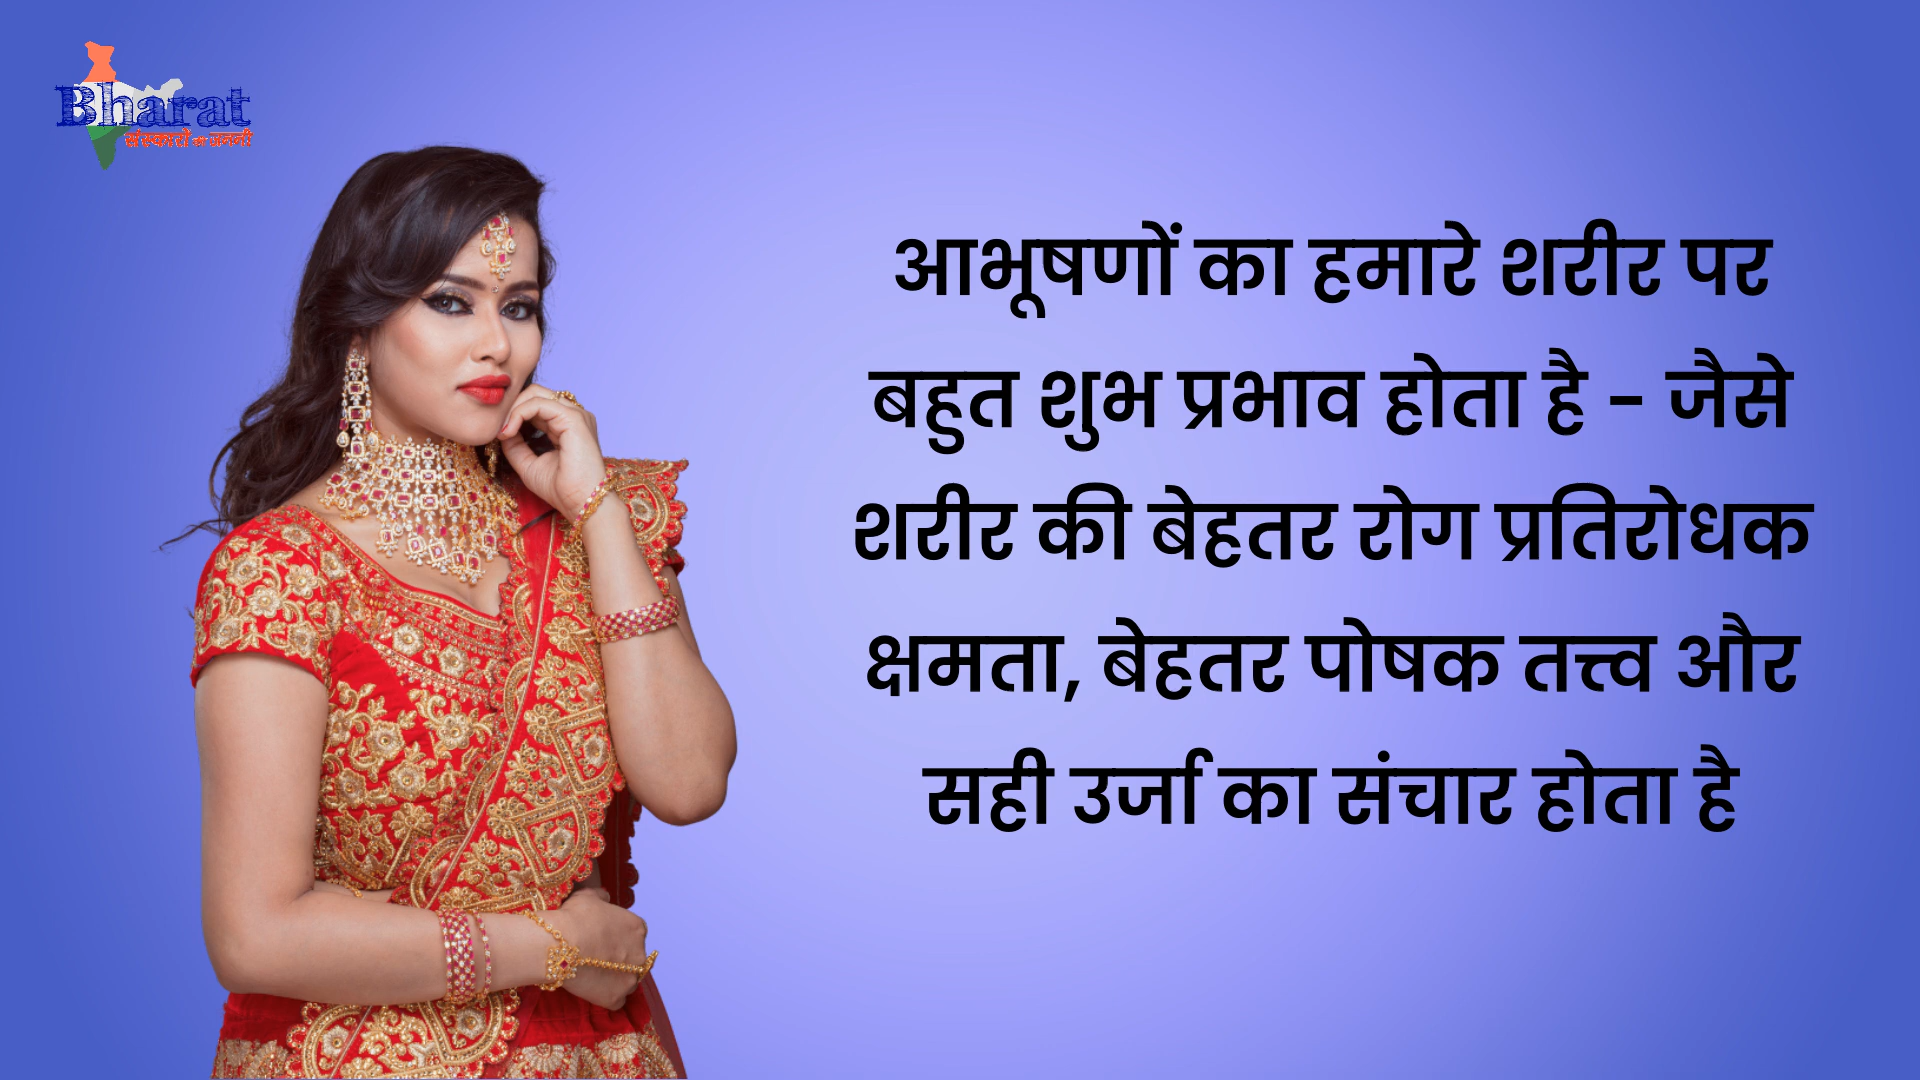 Bharat
संस्कारों की जननी
आभूषणों का हमारे शरीर पर
बहुत शुभ प्रभाव होता है - जैसे
शरीर की बेहतर रोग प्रतिरोधक
क्षमता, बेहतर पोषक तत्त्व और
सही उर्जा का संचार होता है